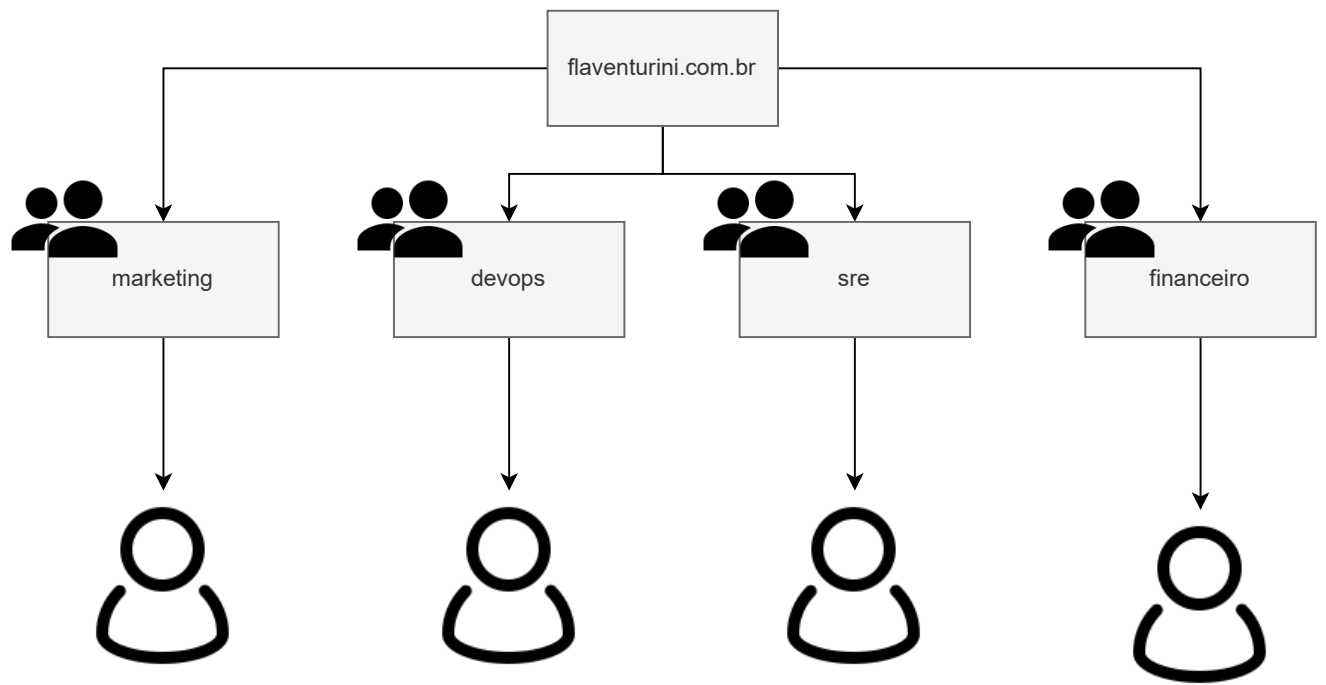 flaventurini.com.br
marketing
devops
sre
financeiro